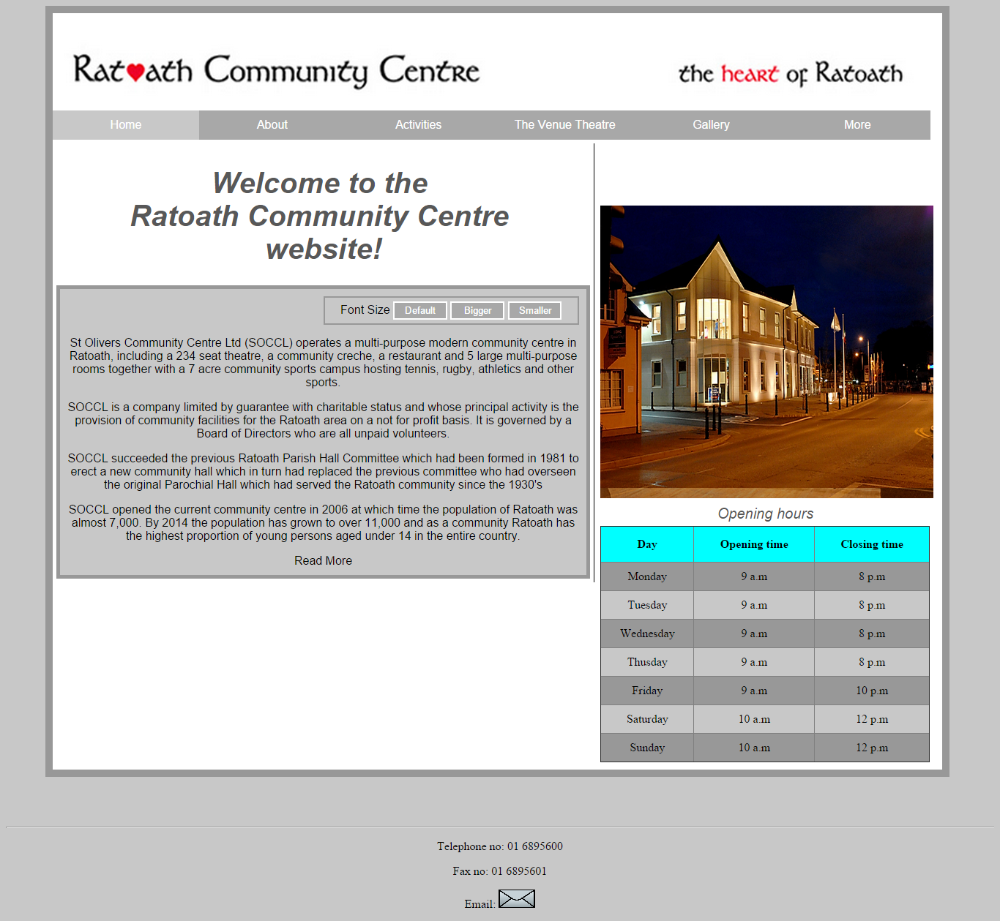 Ratoath Community Centre
the heart of Ratoath
Home About Activities The Venue Theatre Gallery More
Welcome to the
Ratoath Community Centre
website!
Font Size Default Bigger Smaller
St Olivers Community Centre Ltd (SOCCL) operates a multi-purpose modern community centre in
Ratoath, including a 234 seat theatre, a community creche, a restaurant and 5 large multi-purpose
rooms together with a 7 acre community sports campus hosting tennis, rugby, athletics and other
sports.
SOCCL is a company limited by guarantee with charitable status and whose principal activity is the
provision of community facilities for the Ratoath area on a not for profit basis. It is governed by a
Board of Directors who are all unpaid volunteers.
SOCCL succeeded the previous Ratoath Parish Hall Committee which had been formed in 1981 to
erect a new community hall which in turn had replaced the previous committee who had overseen
the original Parochial Hall which had served the Ratoath community since the 1930's
SOCCL opened the current community centre in 2006 at which time the population of Ratoath was
almost 7,000. By 2014 the population has grown to over 11,000 and as a community Ratoath has
the highest proportion of young persons aged under 14 in the entire country.
Read More
Opening hours
Day Opening time Closing time
Monday 9 a.m 8 p.m
Tuesday 9 a.m 8 p.m
Wednesday 9 a.m 8 p.m
Thusday 9 a.m 8 p.m
Friday 9 a.m 10 p.m
Saturday 10 a.m 12 p.m
Sunday 10 a.m 12 p.m
Telephone no: 01 6895600
Fax no: 01 6895601
Email: